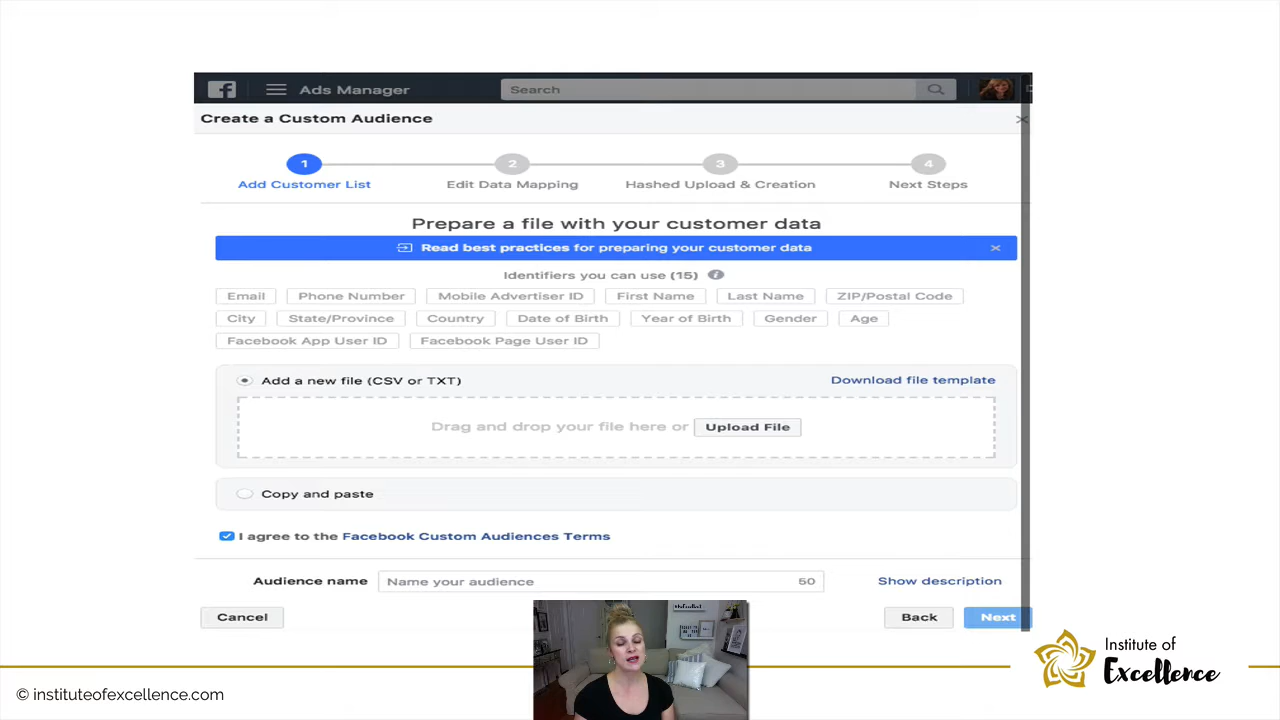 Ads Manager Search
Create a Custom Audience
1 2 3 4
Add Customer List Edit Data Mapping Hashed Upload & Creation Next Steps
Prepare a file with your customer data
Read best practices for preparing your customer data
Identifiers you can use (15)
Email Phone Number Mobile Advertiser ID First Name Last Name ZIP/Postal Code
City State/Province Country Date of Birth Year of Birth Gender Age
Facebook App User ID Facebook Page User ID
Add a new file (CSV or TXT) Download file template
Drag and drop your file here or Upload File
Copy and paste
I agree to the Facebook Custom Audiences Terms
Audience name Name your audience 50 Show description
Cancel Back Next
Institute of
Excellence
© instituteofexcellence.com